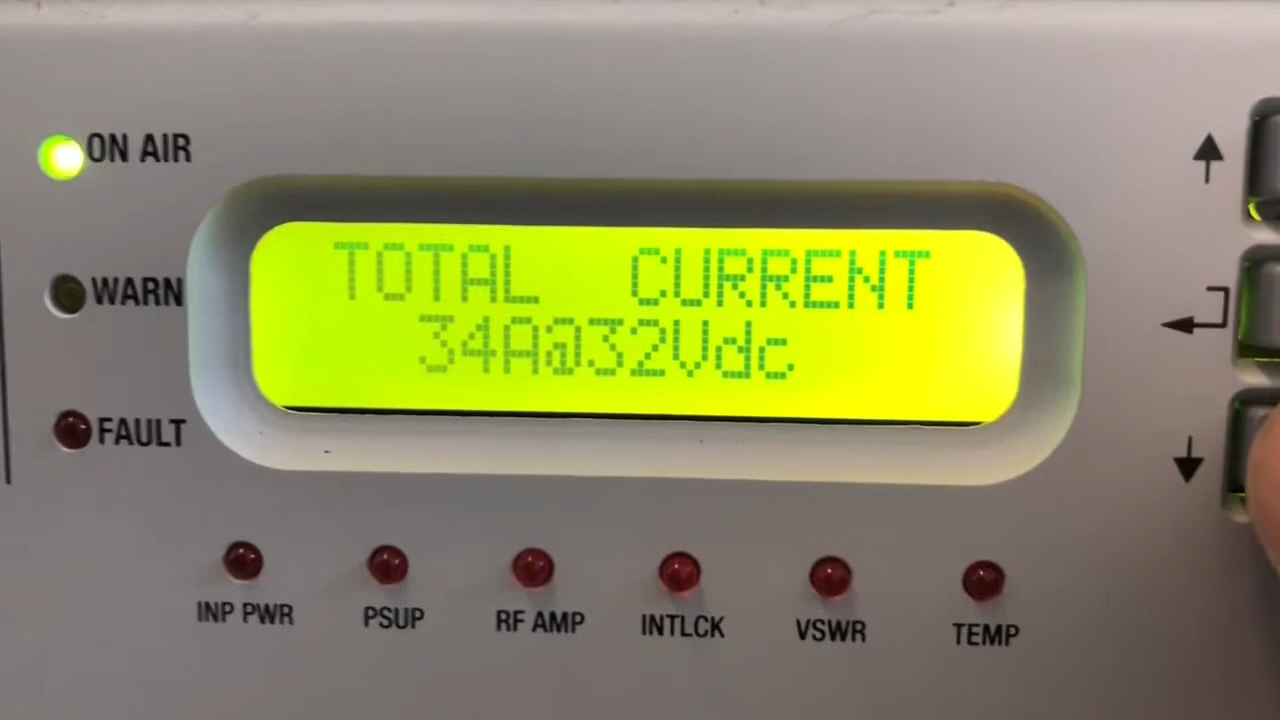 ON AIR
WARN
FAULT
TOTAL CURRENT
34A@32Vdc
INP PWR
PSUP
RF AMP
INTLCK
VSWR
TEMP